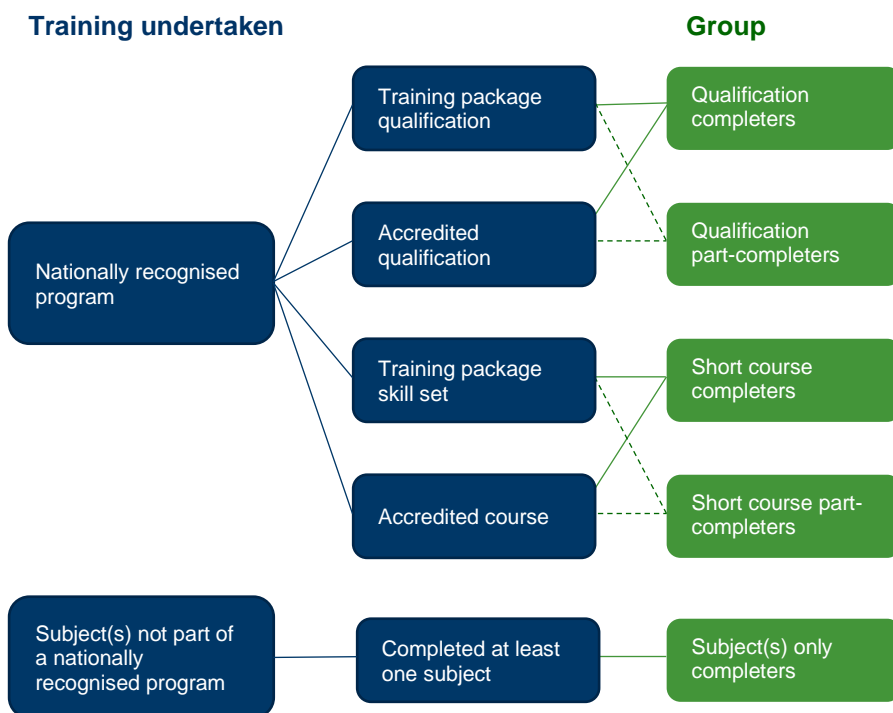 Training undertaken
Group
Training package
qualification
Qualification
completers
Nationally recognised
program
Accredited
qualification
Qualification
part-completers
Training package
skill set
Short course
completers
Accredited course
Short course part-
completers
Subject(s) not part of
a nationally
recognised program
Completed at least
one subject
Subject(s) only
completers